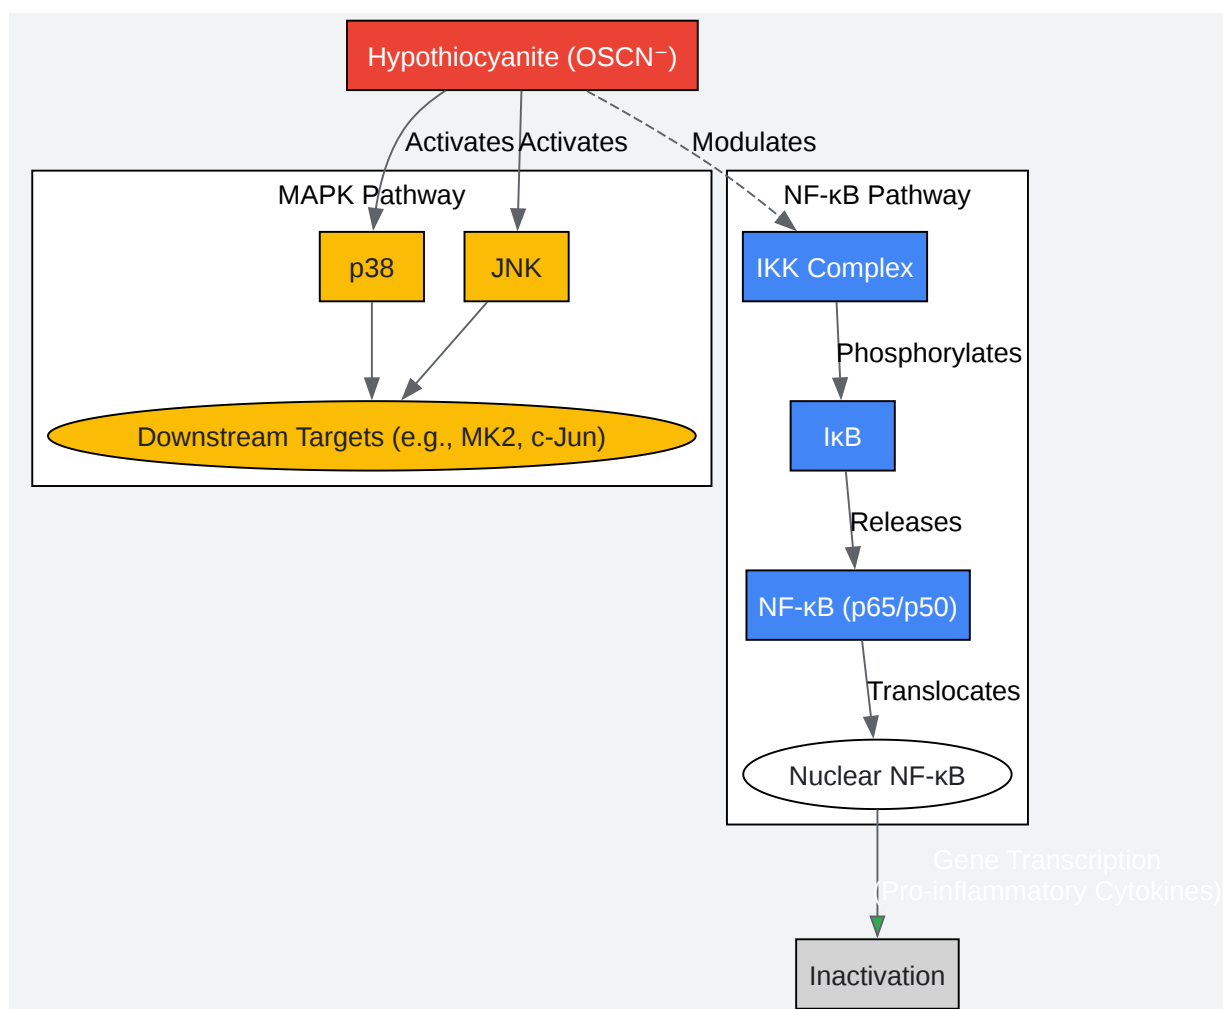 Hypothiocyanite (OSCN⁻)
Activates
Activates
Modulates
MAPK Pathway
NF-κB Pathway
p38
JNK
IKK Complex
Phosphorylates
Downstream Targets (e.g., MK2, c-Jun)
IκB
Releases
NF-κB (p65/p50)
Translocates
Nuclear NF-κB
Gene Transcription
(Pro-inflammatory Cytokines)
Inactivation